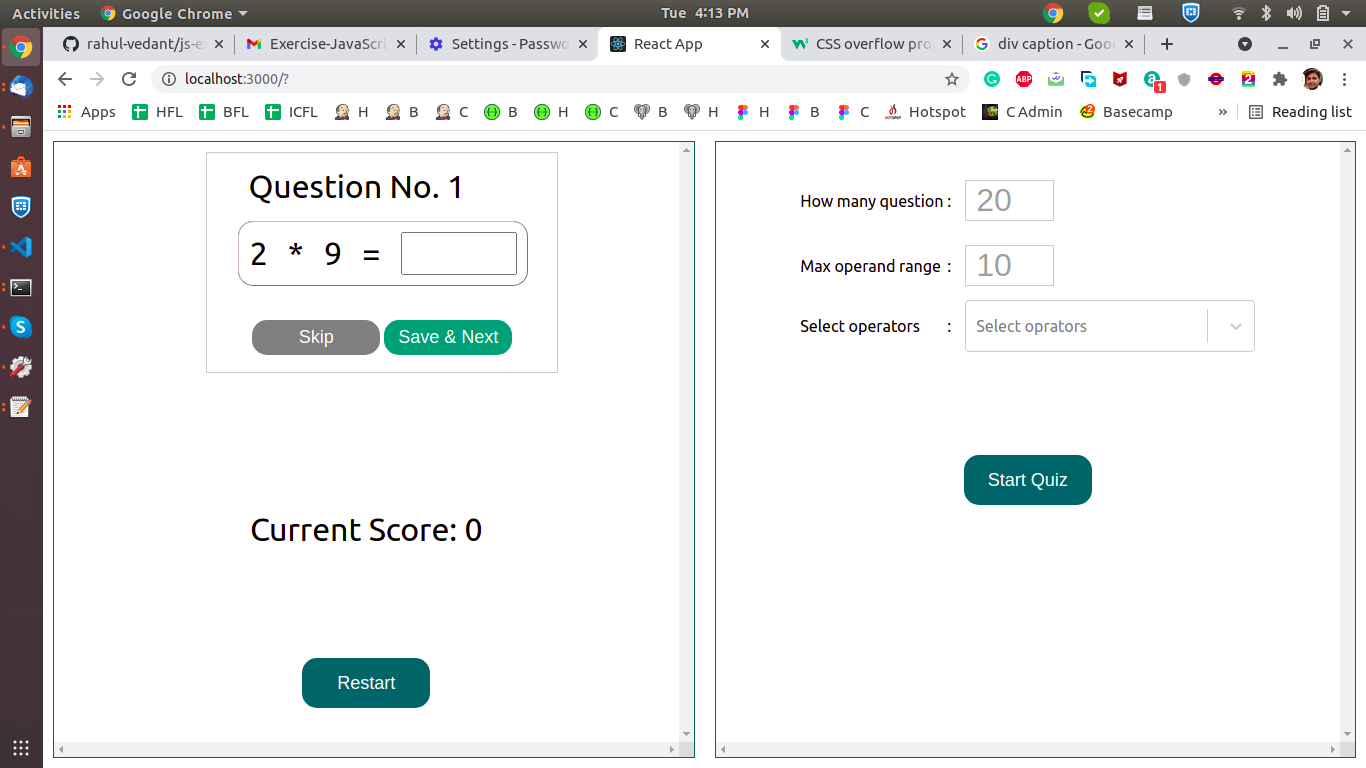 Activities Google Chrome Tue 4:13 PM
rahul-vedant/js-e Exercise-JavaScri Settings - Passwo React App CSS overflow pro div caption - Goog
localhost:3000/?
Apps HFL BFL ICFL H B C B H C B H H B C Hotspot C Admin Basecamp » Reading list
Question No. 1
2 * 9 =
Skip Save & Next
Current Score: 0
Restart
How many question : 20
Max operand range : 10
Select operators : Select oprators
Start Quiz